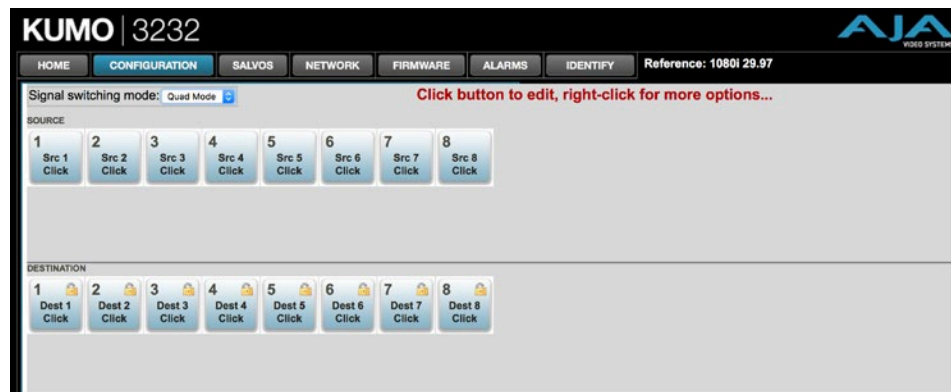 KUMO | 3232
AJA
VIDEO SYSTEMS
HOME CONFIGURATION SALVOS NETWORK FIRMWARE ALARMS IDENTIFY Reference: 1080i 29.97
Signal switching mode: Quad Mode Click button to edit, right-click for more options...
SOURCE
1 2 3 4 5 6 7 8
Src 1 Src 2 Src 3 Src 4 Src 5 Src 6 Src 7 Src 8
Click Click Click Click Click Click Click Click
DESTINATION
1 2 3 4 5 6 7 8
Dest 1 Dest 2 Dest 3 Dest 4 Dest 5 Dest 6 Dest 7 Dest 8
Click Click Click Click Click Click Click Click